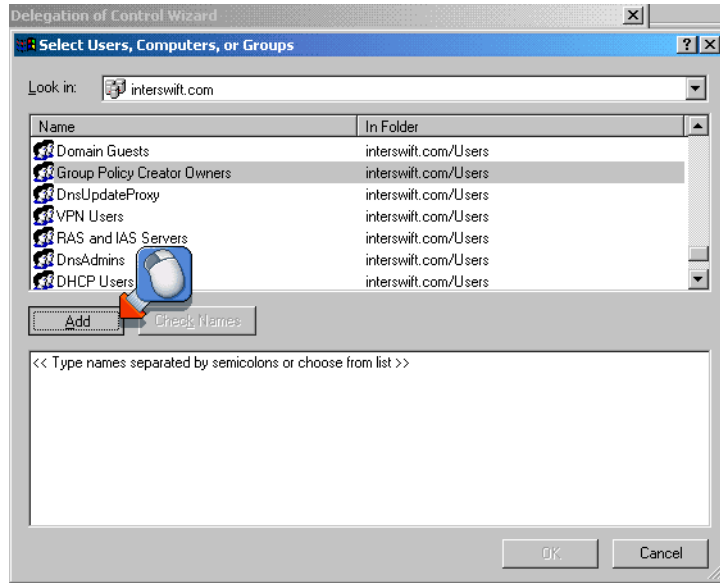 Delegation of Control Wizard
Select Users, Computers, or Groups
Look in: interswift.com
Name In Folder
Domain Guests interswift.com/Users
Group Policy Creator Owners interswift.com/Users
DnsUpdateProxy interswift.com/Users
VPN Users interswift.com/Users
RAS and IAS Servers interswift.com/Users
DnsAdmins interswift.com/Users
DHCP Users interswift.com/Users
Add Check Names
<< Type names separated by semicolons or choose from list >>
OK Cancel